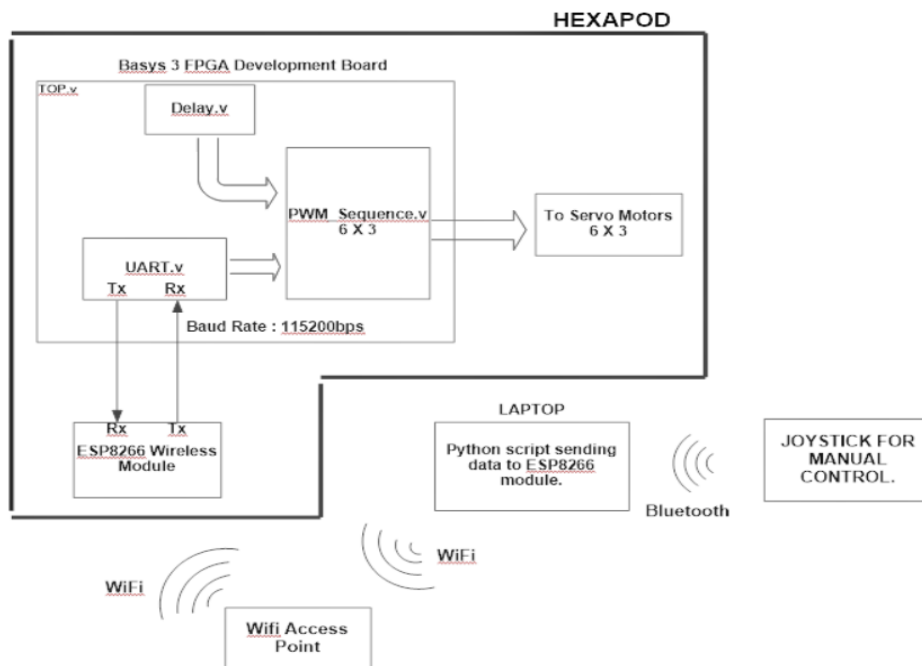 HEXAPOD
Basys 3 FPGA Development Board
TOP.v
Delay.v
PWM_Sequence.v
6 X 3
To Servo Motors
6 X 3
UART.v
Tx Rx
Baud Rate : 115200bps
Rx Tx
ESP8266 Wireless
Module
LAPTOP
Python script sending
data to ESP8266
module.
JOYSTICK FOR
MANUAL
CONTROL.
Bluetooth
WiFi
WiFi
Wifi Access
Point